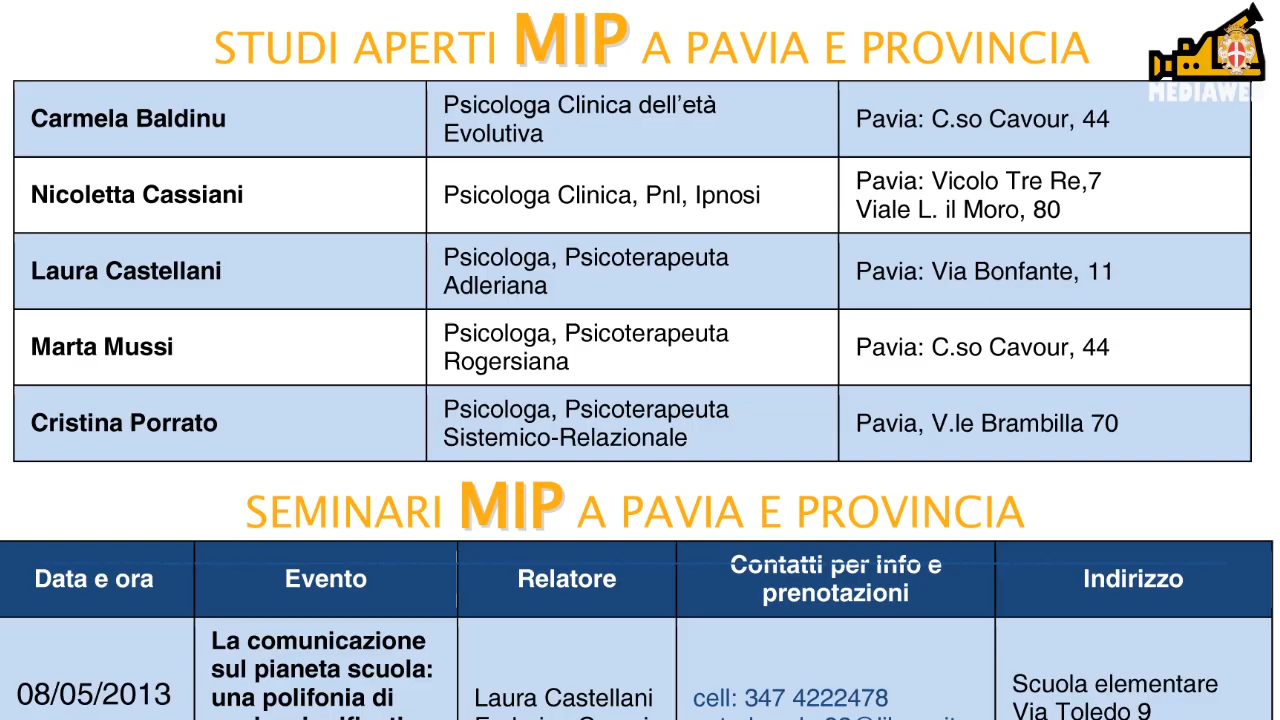 STUDI APERTI MIP A PAVIA E PROVINCIA
MEDIAWE
Carmela Baldinu
Psicologa Clinica dell'età
Evolutiva
Pavia: C.so Cavour, 44
Nicoletta Cassiani
Psicologa Clinica, Pnl, Ipnosi
Pavia: Vicolo Tre Re,7
Viale L. il Moro, 80
Laura Castellani
Psicologa, Psicoterapeuta
Adleriana
Pavia: Via Bonfante, 11
Marta Mussi
Psicologa, Psicoterapeuta
Rogersiana
Pavia: C.so Cavour, 44
Cristina Porrato
Psicologa, Psicoterapeuta
Sistemico-Relazionale
Pavia, V.le Brambilla 70
SEMINARI MIP A PAVIA E PROVINCIA
Data e ora
Evento
Relatore
Contatti per info e
prenotazioni
Indirizzo
08/05/2013
La comunicazione
sul pianeta scuola:
una polifonia di
Laura Castellani
cell: 347 4222478
Scuola elementare
Via Toledo 9